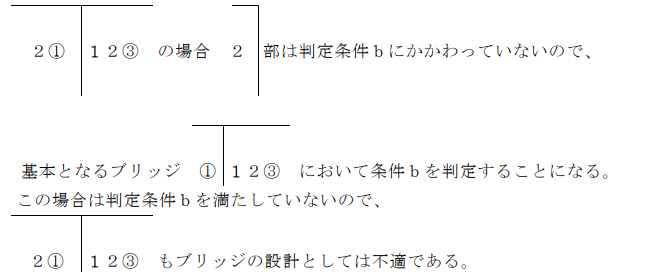 ２① １２③ の場合 ２ 部は判定条件ｂにかかわっていないので、
基本となるブリッジ ① １２③ において条件ｂを判定することになる。
この場合は判定条件ｂを満たしていないので、
２① １２③ もブリッジの設計としては不適である。